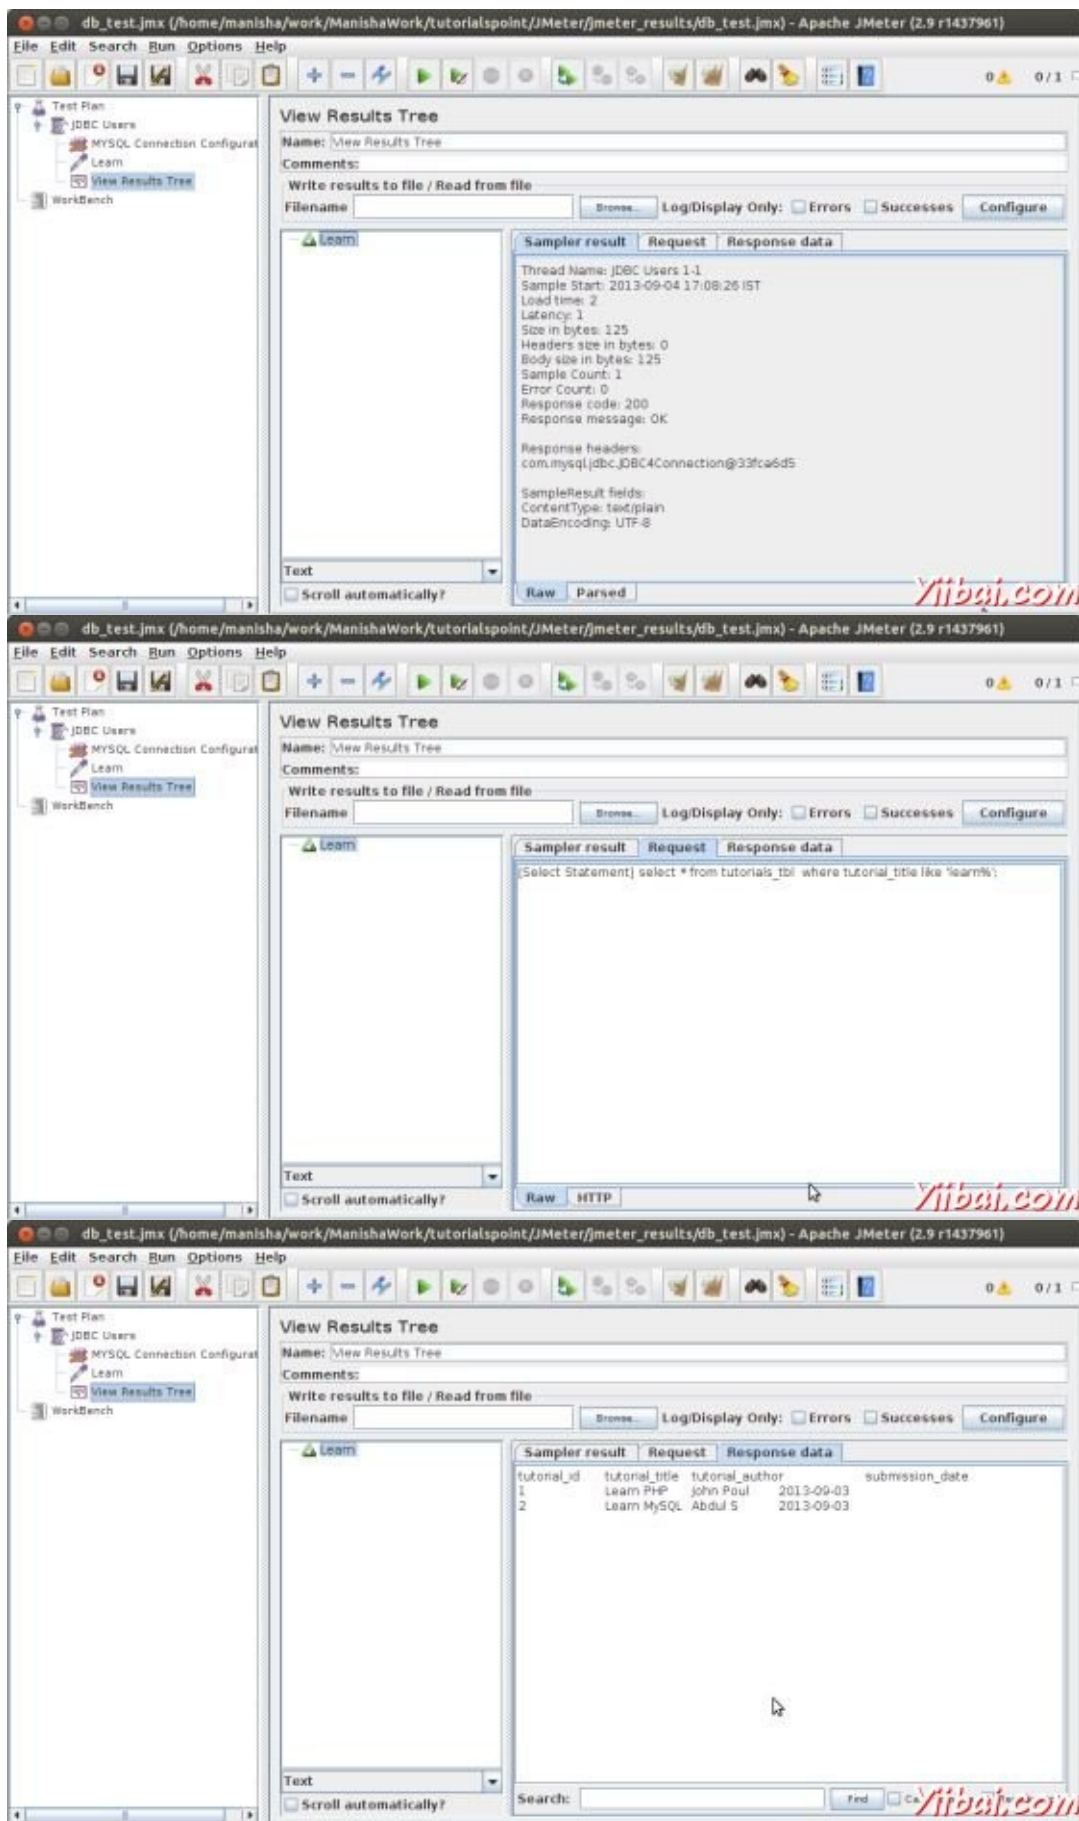 db_test.jmx (/home/manisha/work/ManishaWork/tutorialspoint/JMeter/jmeter_results/db_test.jmx) - Apache JMeter (2.9 r1437961)
File Edit Search Run Options Help
0 0/1
Test Plan
JDBC Users
MYSQL Connection Configurat
Learn
View Results Tree
WorkBench
View Results Tree
Name: View Results Tree
Comments:
Write results to file / Read from file
Filename Browse... Log/Display Only: Errors Successes Configure
Learn
Text
Scroll automatically?
Sampler result Request Response data
Thread Name: JDBC Users 1-1
Sample Start: 2013-09-04 17:08:26 IST
Load time: 2
Latency: 1
Size in bytes: 125
Headers size in bytes: 0
Body size in bytes: 125
Sample Count: 1
Error Count: 0
Response code: 200
Response message: OK
Response headers:
com.mysql.jdbc.JDBC4Connection@33fca6d5
SampleResult fields:
ContentType: text/plain
DataEncoding: UTF-8
Raw Parsed
Yiibai.com
db_test.jmx (/home/manisha/work/ManishaWork/tutorialspoint/JMeter/jmeter_results/db_test.jmx) - Apache JMeter (2.9 r1437961)
File Edit Search Run Options Help
0 0/1
Test Plan
JDBC Users
MYSQL Connection Configurat
Learn
View Results Tree
WorkBench
View Results Tree
Name: View Results Tree
Comments:
Write results to file / Read from file
Filename Browse... Log/Display Only: Errors Successes Configure
Learn
Text
Scroll automatically?
Sampler result Request Response data
[Select Statement] select * from tutorials_tbl where tutorial_title like 'learn%';
Raw HTTP
Yiibai.com
db_test.jmx (/home/manisha/work/ManishaWork/tutorialspoint/JMeter/jmeter_results/db_test.jmx) - Apache JMeter (2.9 r1437961)
File Edit Search Run Options Help
0 0/1
Test Plan
JDBC Users
MYSQL Connection Configurat
Learn
View Results Tree
WorkBench
View Results Tree
Name: View Results Tree
Comments:
Write results to file / Read from file
Filename Browse... Log/Display Only: Errors Successes Configure
Learn
Text
Scroll automatically?
Sampler result Request Response data
tutorial_id tutorial_title tutorial_author submission_date
1 Learn PHP John Poul 2013-09-03
2 Learn MySQL Abdul S 2013-09-03
Search: Find
Yiibai.com